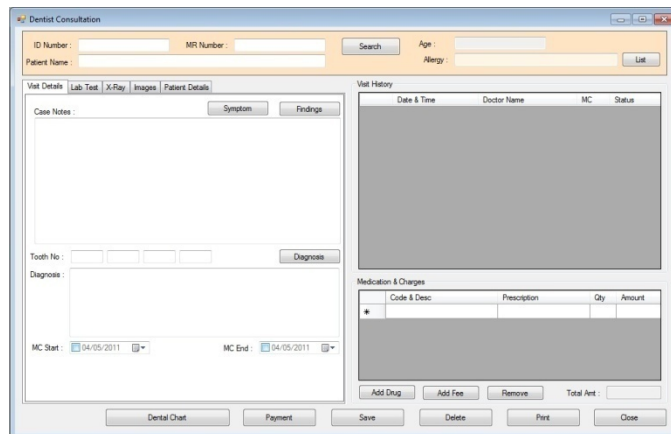 Dentist Consultation
ID Number : MR Number : Search Age :
Patient Name : Allergy : List
Visit Details Lab Test X-Ray Images Patient Details
Case Notes : Symptom Findings
Tooth No : Diagnosis
Diagnosis :
MC Start : 04/05/2011 MC End : 04/05/2011
Visit History
Date & Time Doctor Name MC Status
Medication & Charges
Code & Desc Prescription Qty Amount
*
Add Drug Add Fee Remove Total Amt :
Dental Chart Payment Save Delete Print Close